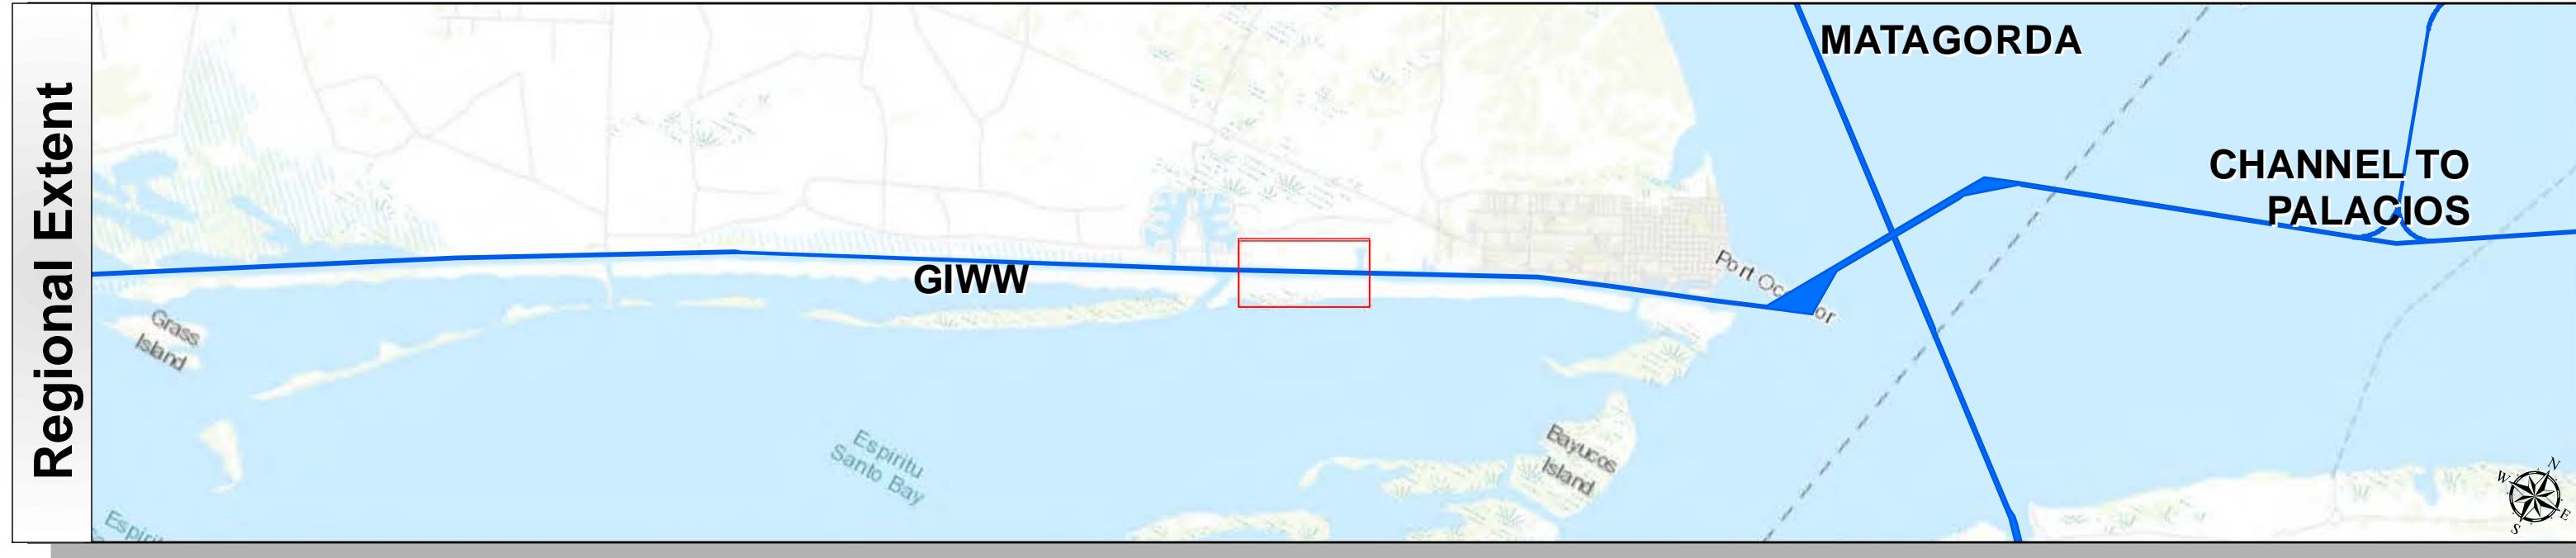 Regional Extent
MATAGORDA
CHANNEL TO
PALACIOS
GIWW
Grass
Island
Espiritu
Santo Bay
Bayucos
Island
N
W
E
S